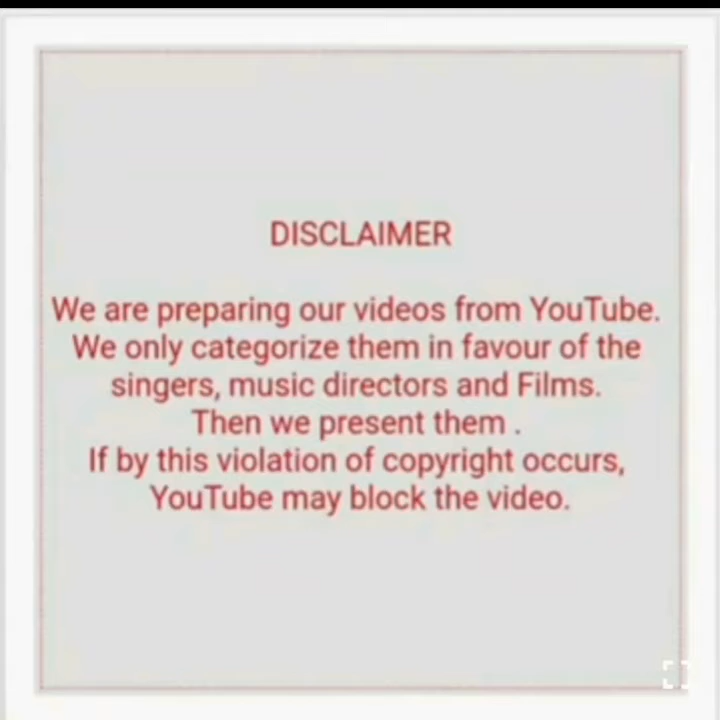 DISCLAIMER
We are preparing our videos from YouTube.
We only categorize them in favour of the
singers, music directors and Films.
Then we present them .
If by this violation of copyright occurs,
YouTube may block the video.